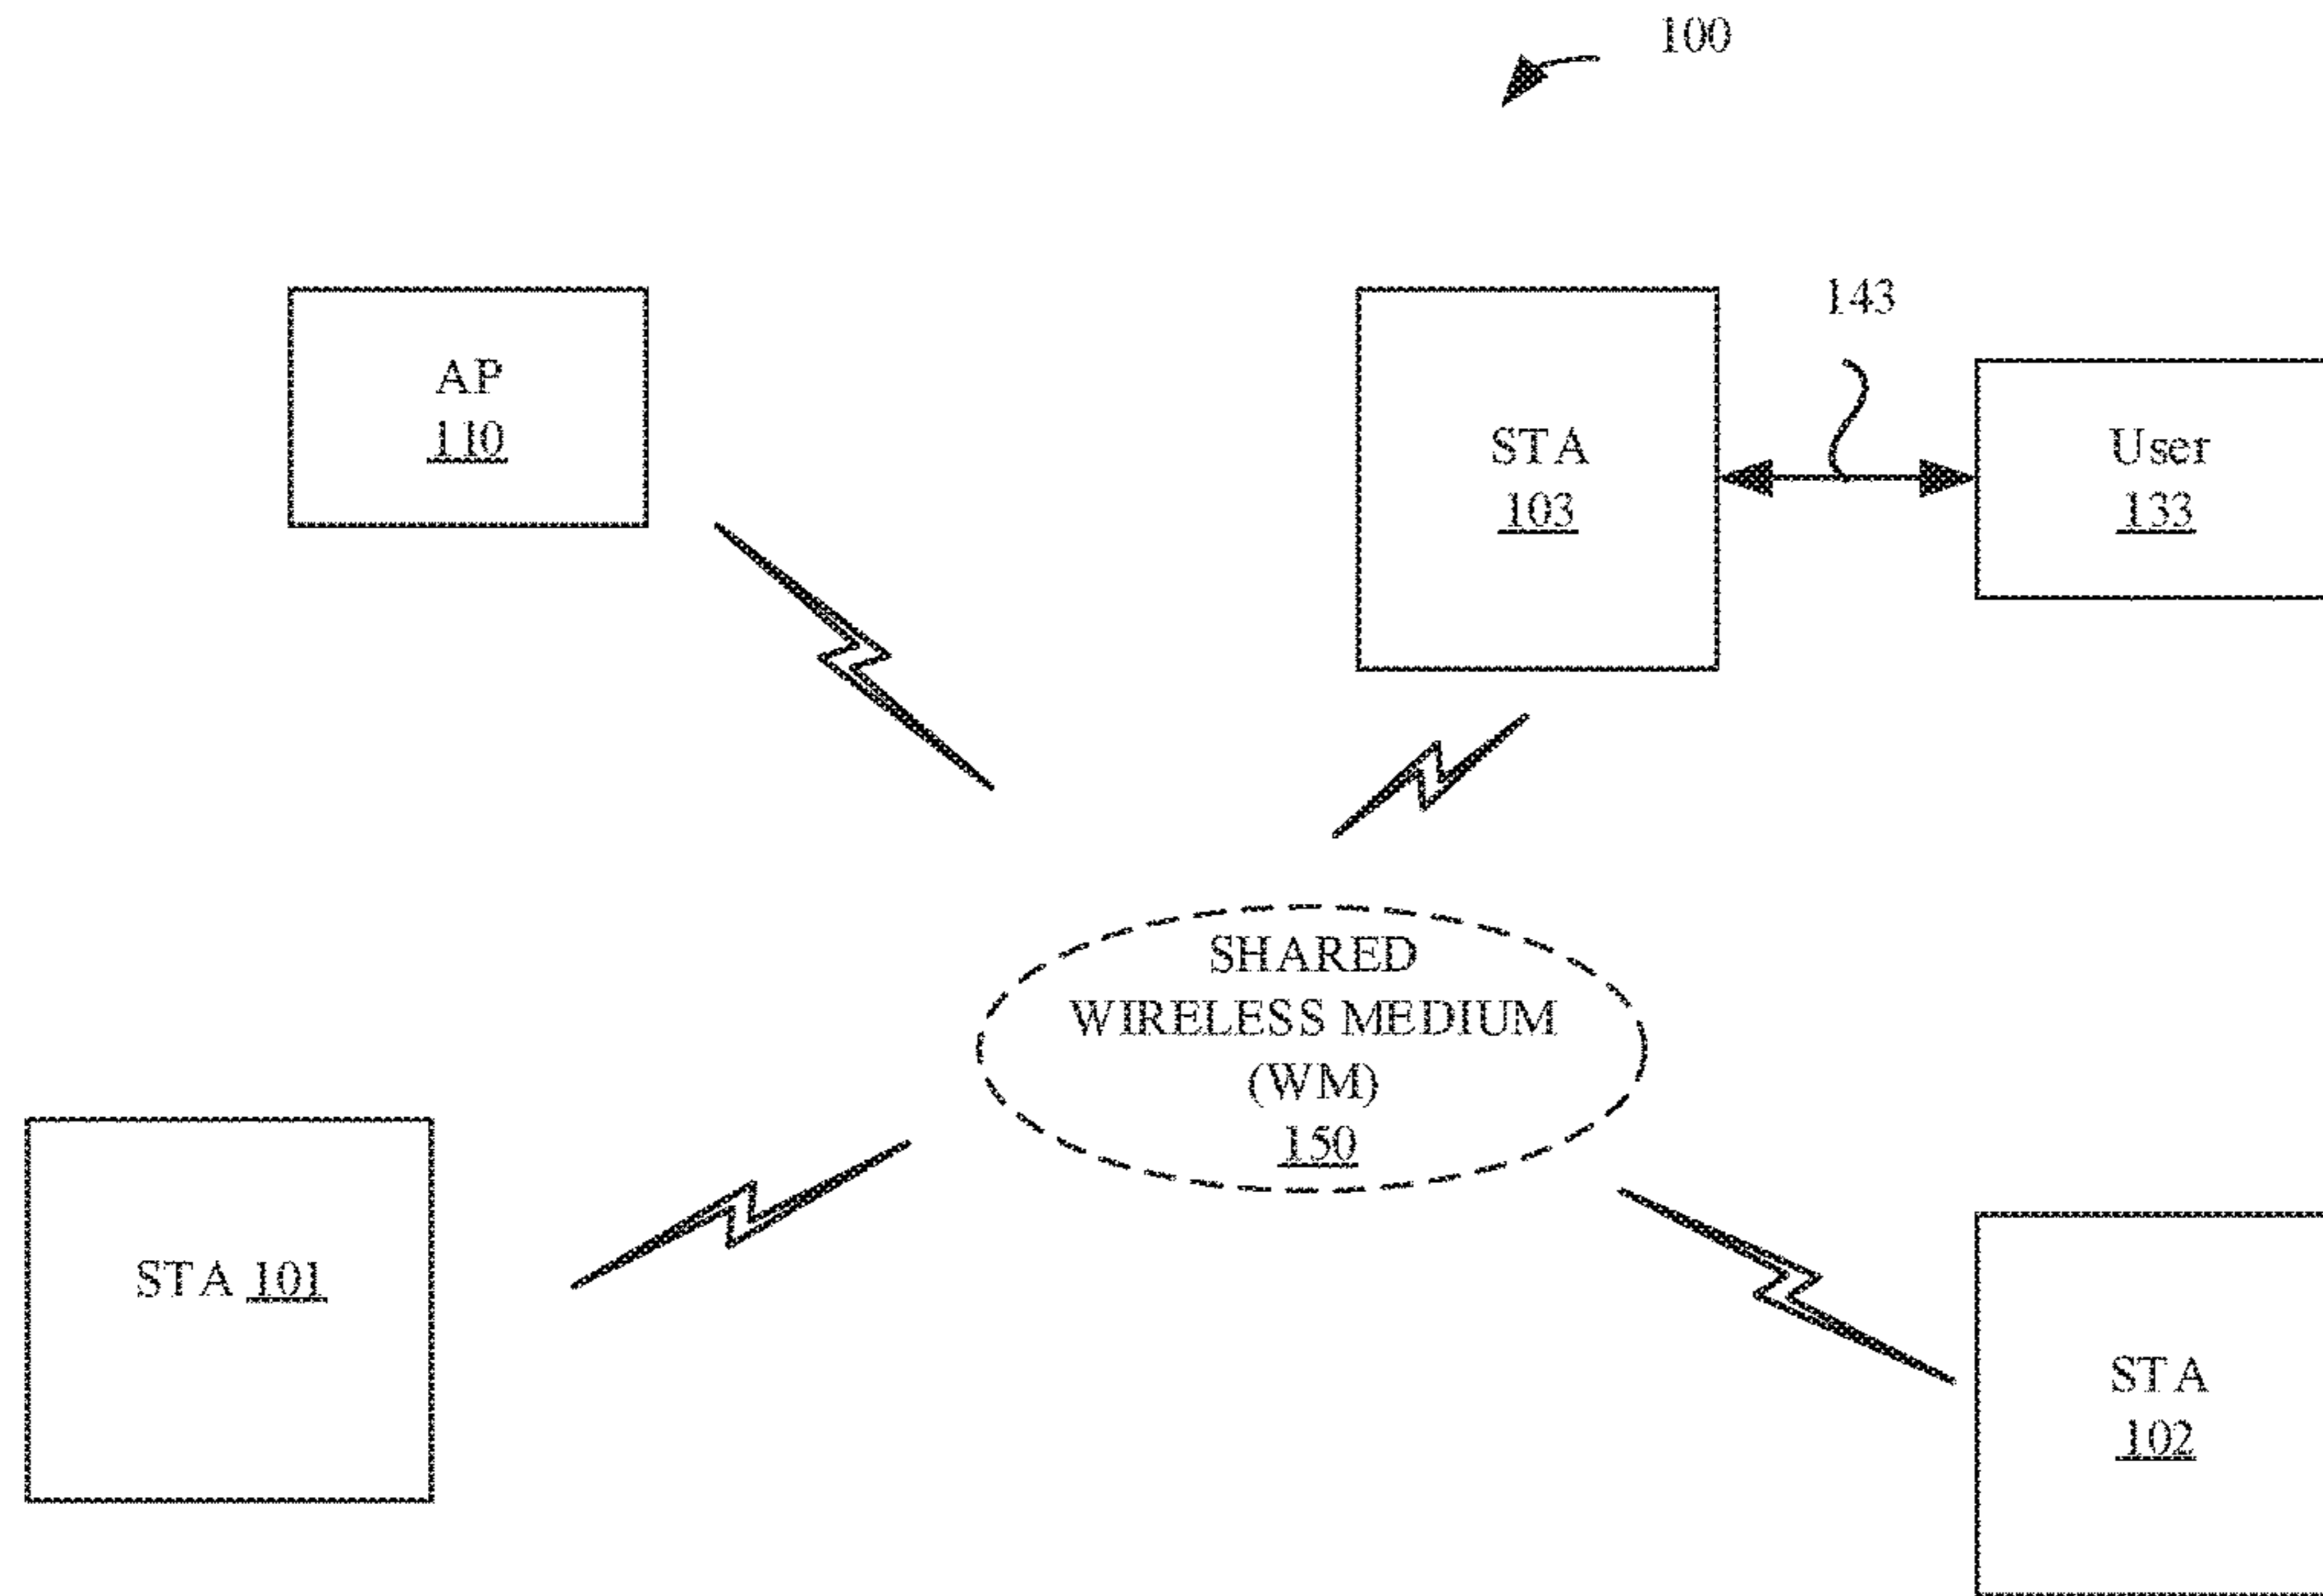 100
143
AP
110
STA
103
User
133
SHARED
WIRELESS MEDIUM
(WM)
150
STA 101
STA
102